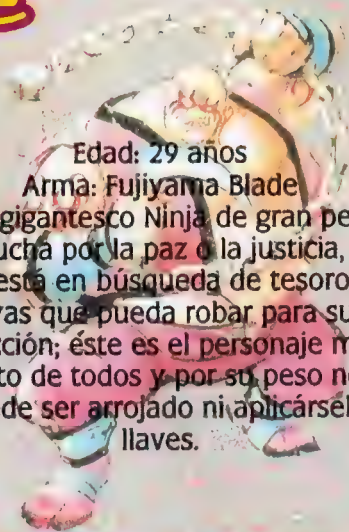 Edad: 29 años
Arma: Fujiyama Blade
gigantesco Ninja de gran pe
ucha por la paz o la justicia,
está en búsqueda de tesoro
yas que pueda robar para su
cción; éste es el personaje m
to de todos y por su peso n
de ser arrojado ni aplicársel
llaves.